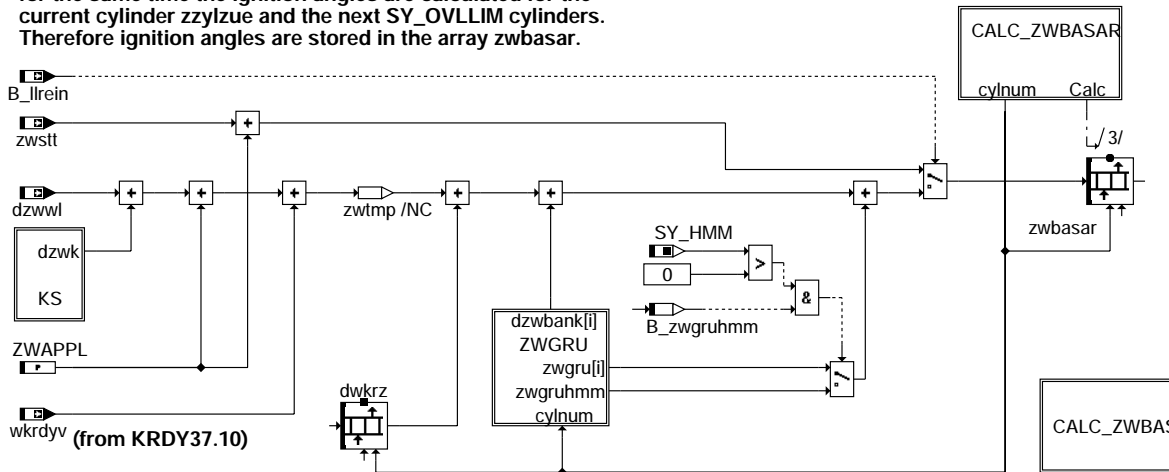 for the same time the ignition angles are calculated for the
current cylinder zzylzue and the next SY_OVLLIM cylinders.
Therefore ignition angles are stored in the array zwbasar.
CALC_ZWBASAR
cylnum Calc
B_llrein
/3/
zwstt
dzwwl
zwtmp /NC
zwbasar
dzwk
KS
SY_HMM
>
0
&
B_zwgruhmm
dzwbank[i]
ZWGRU
zwgru[i]
zwgruhmm
cylnum
ZWAPPL
P
dwkrz
wkrdyv (from KRDY37.10)
CALC_ZWBAS